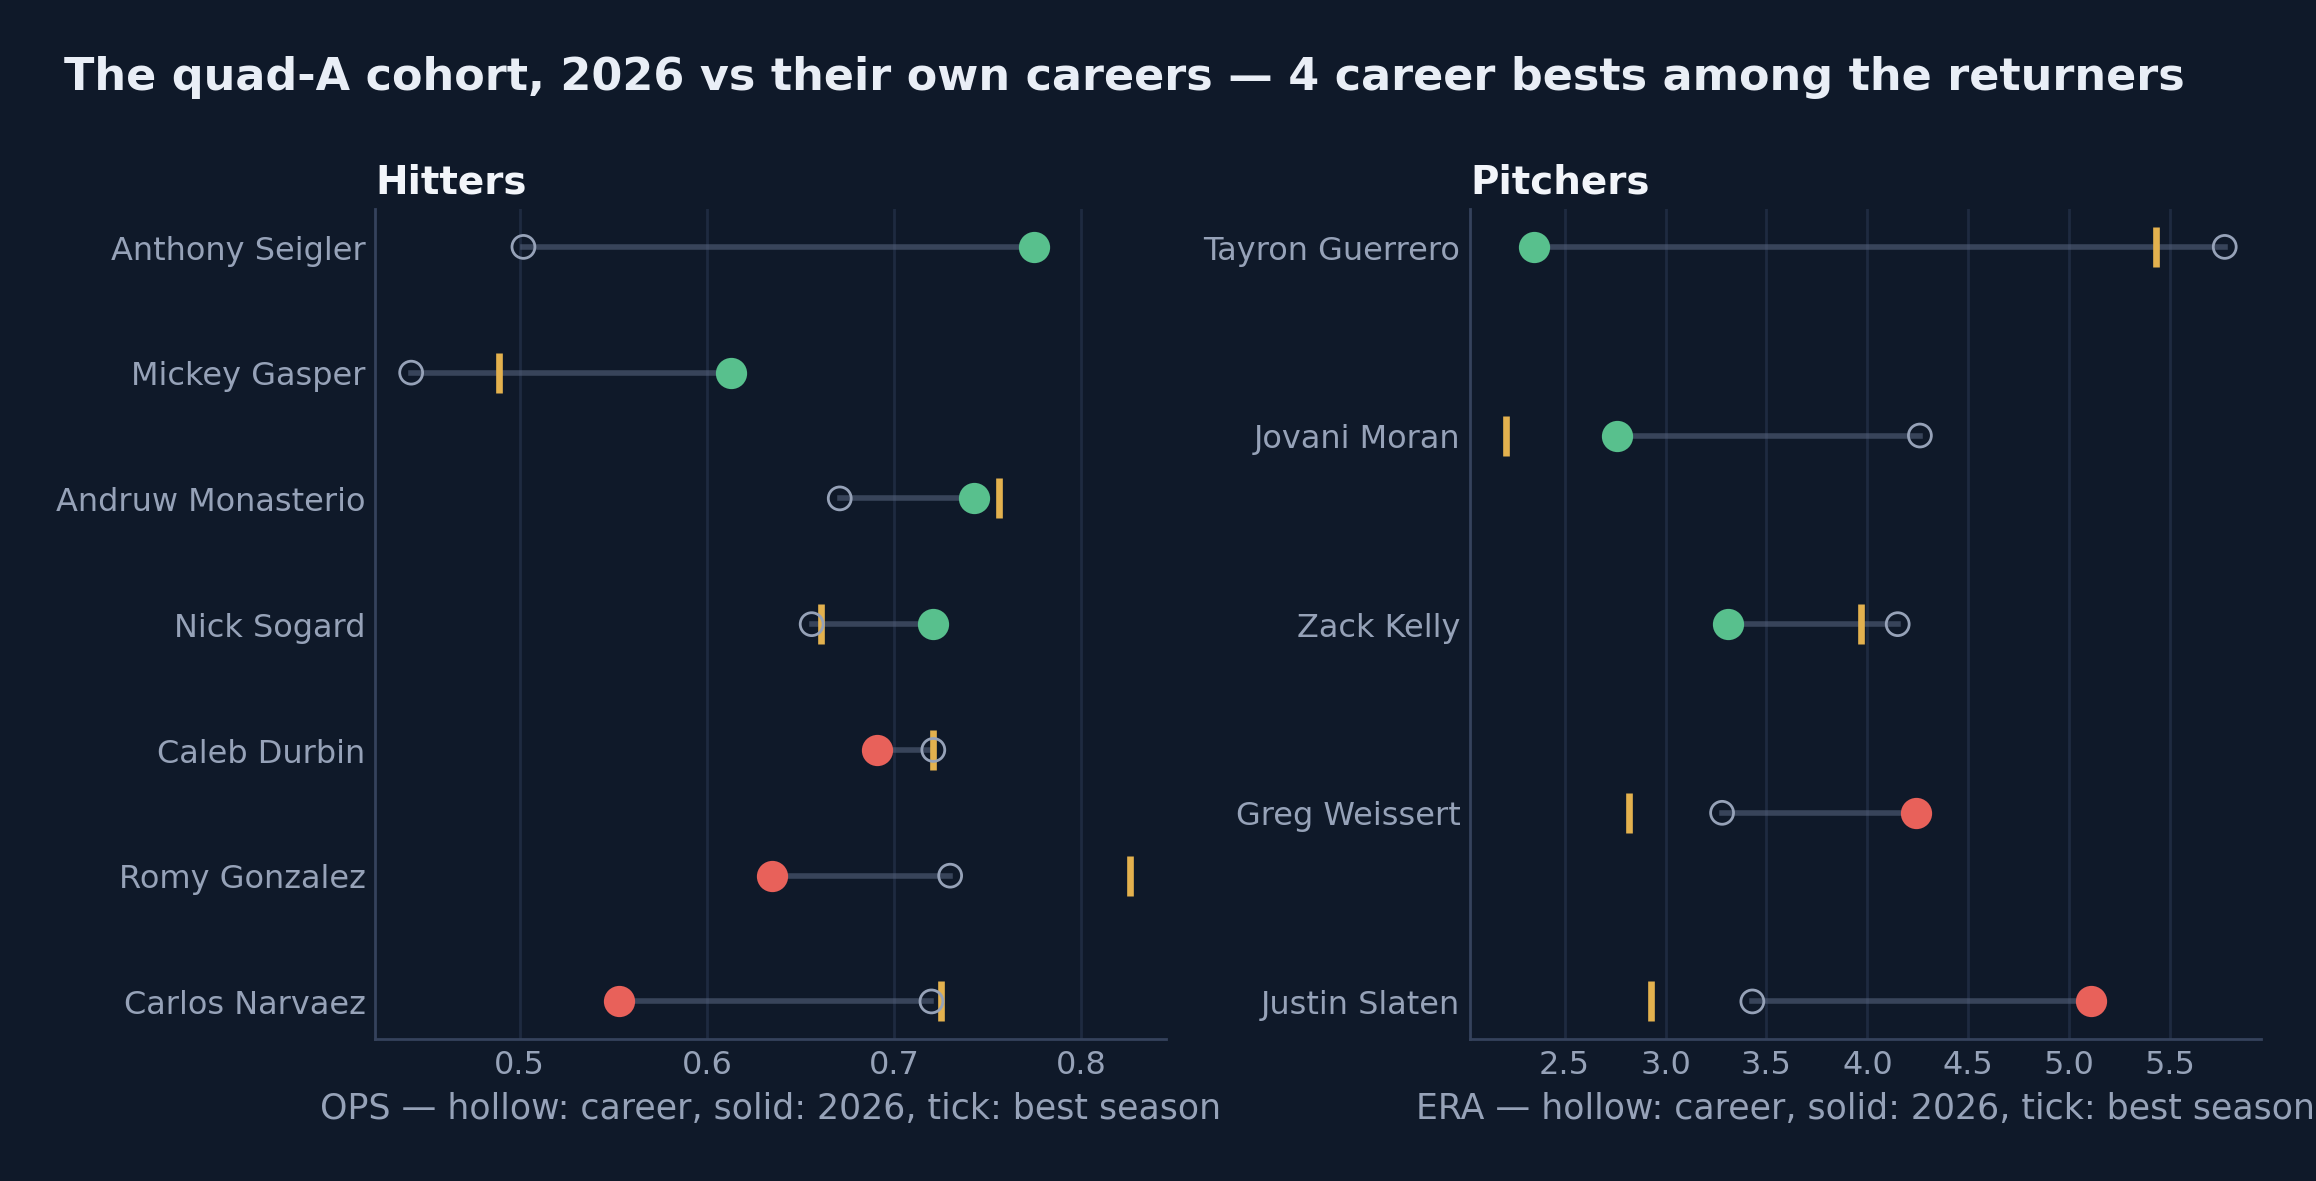 The quad-A cohort, 2026 vs their own careers — 4 career bests among the returners
Hitters
Anthony Seigler
Mickey Gasper
Andruw Monasterio
Nick Sogard
Caleb Durbin
Romy Gonzalez
Carlos Narvaez
0.5 0.6 0.7 0.8
OPS — hollow: career, solid: 2026, tick: best season
Pitchers
Tayron Guerrero
Jovani Moran
Zack Kelly
Greg Weissert
Justin Slaten
2.5 3.0 3.5 4.0 4.5 5.0 5.5
ERA — hollow: career, solid: 2026, tick: best season